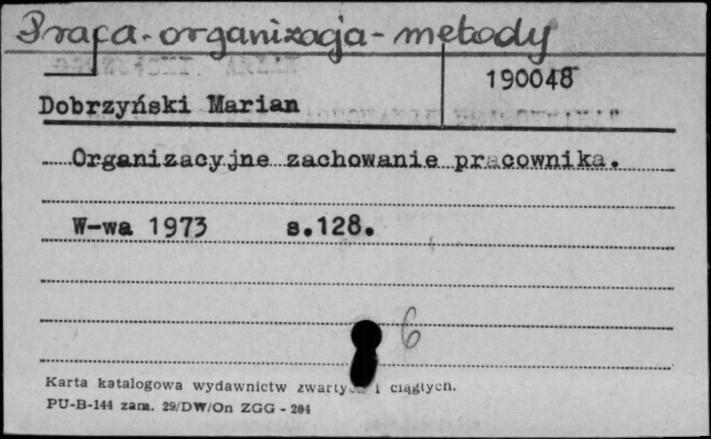 Praca - organizacja - metody
190048
Dobrzyński Marian
Organizacyjne zachowanie pracownika.
W-wa 1973 s.128.
6
Karta katalogowa wydawnictw zwartych i ciągłych.
PU-B-144 zam. 29/DW/On ZGG - 204